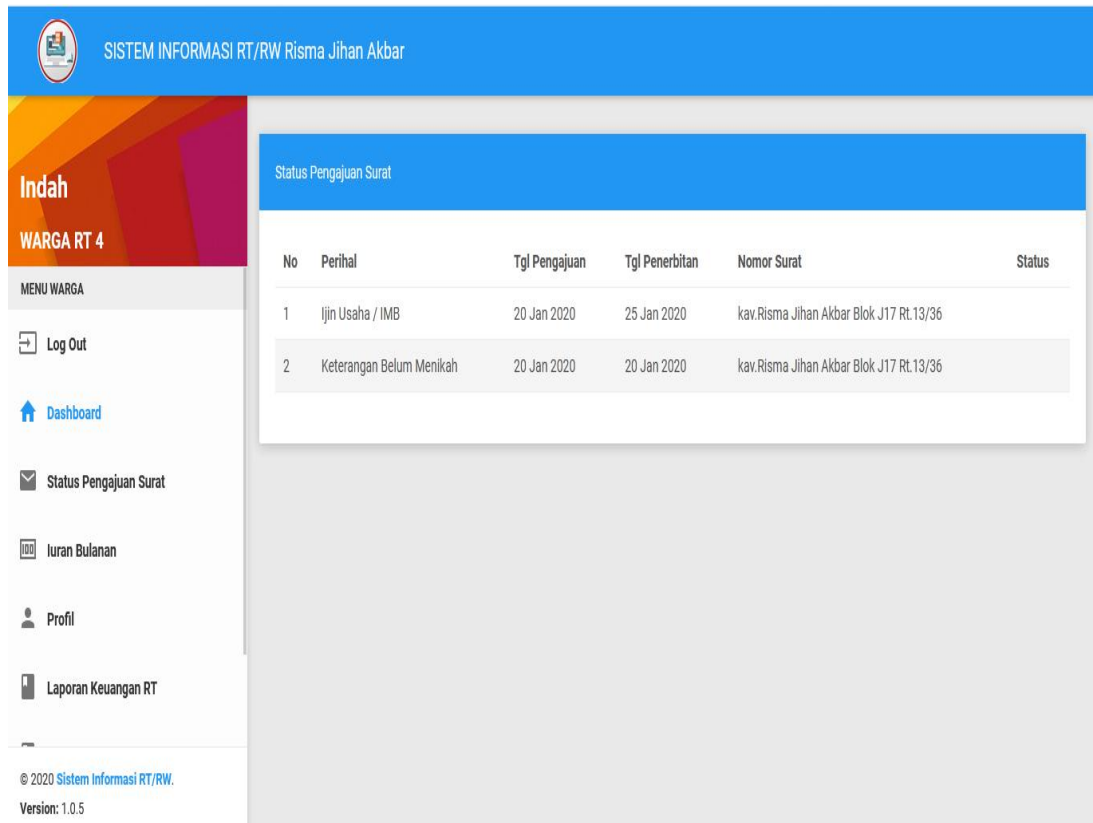 SISTEM INFORMASI RT/RW Risma Jihan Akbar
Indah
WARGA RT 4
MENU WARGA
Log Out
Dashboard
Status Pengajuan Surat
Iuran Bulanan
Profil
Laporan Keuangan RT
© 2020 Sistem Informasi RT/RW.
Version: 1.0.5
Status Pengajuan Surat
No Perihal Tgl Pengajuan Tgl Penerbitan Nomor Surat Status
1 Ijin Usaha / IMB 20 Jan 2020 25 Jan 2020 kav.Risma Jihan Akbar Blok J17 Rt.13/36
2 Keterangan Belum Menikah 20 Jan 2020 20 Jan 2020 kav.Risma Jihan Akbar Blok J17 Rt.13/36